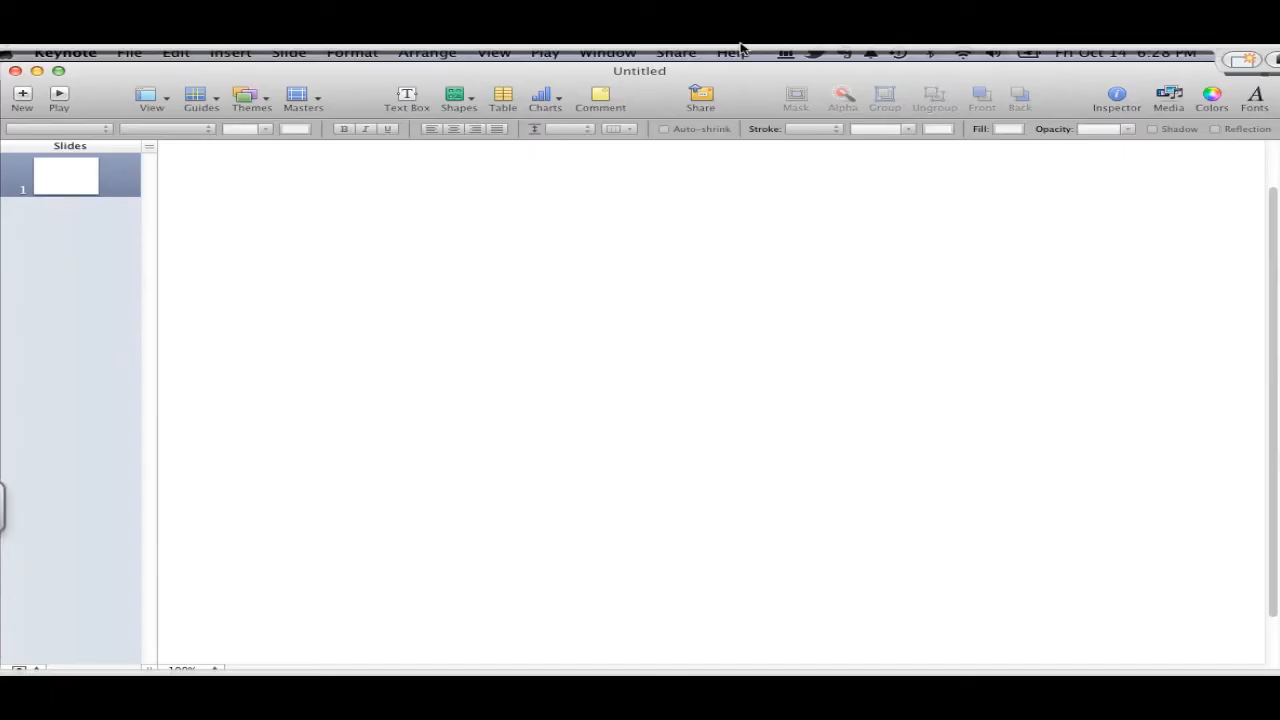 Keynote File Edit Insert Slide Format Arrange View Play Window Share Help Fri Oct 14 6:28 PM
Untitled
New Play View Guides Themes Masters Text Box Shapes Table Charts Comment Share Mask Alpha Group Ungroup Front Back Inspector Media Colors Fonts
B I U Auto-shrink Stroke: Fill: Opacity: Shadow Reflection
Slides
1
100%